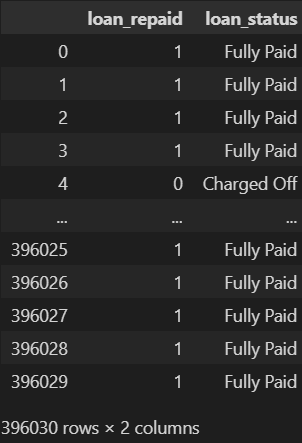 loan_repaid loan_status
0 1 Fully Paid
1 1 Fully Paid
2 1 Fully Paid
3 1 Fully Paid
4 0 Charged Off
... ... ...
396025 1 Fully Paid
396026 1 Fully Paid
396027 1 Fully Paid
396028 1 Fully Paid
396029 1 Fully Paid
396030 rows × 2 columns